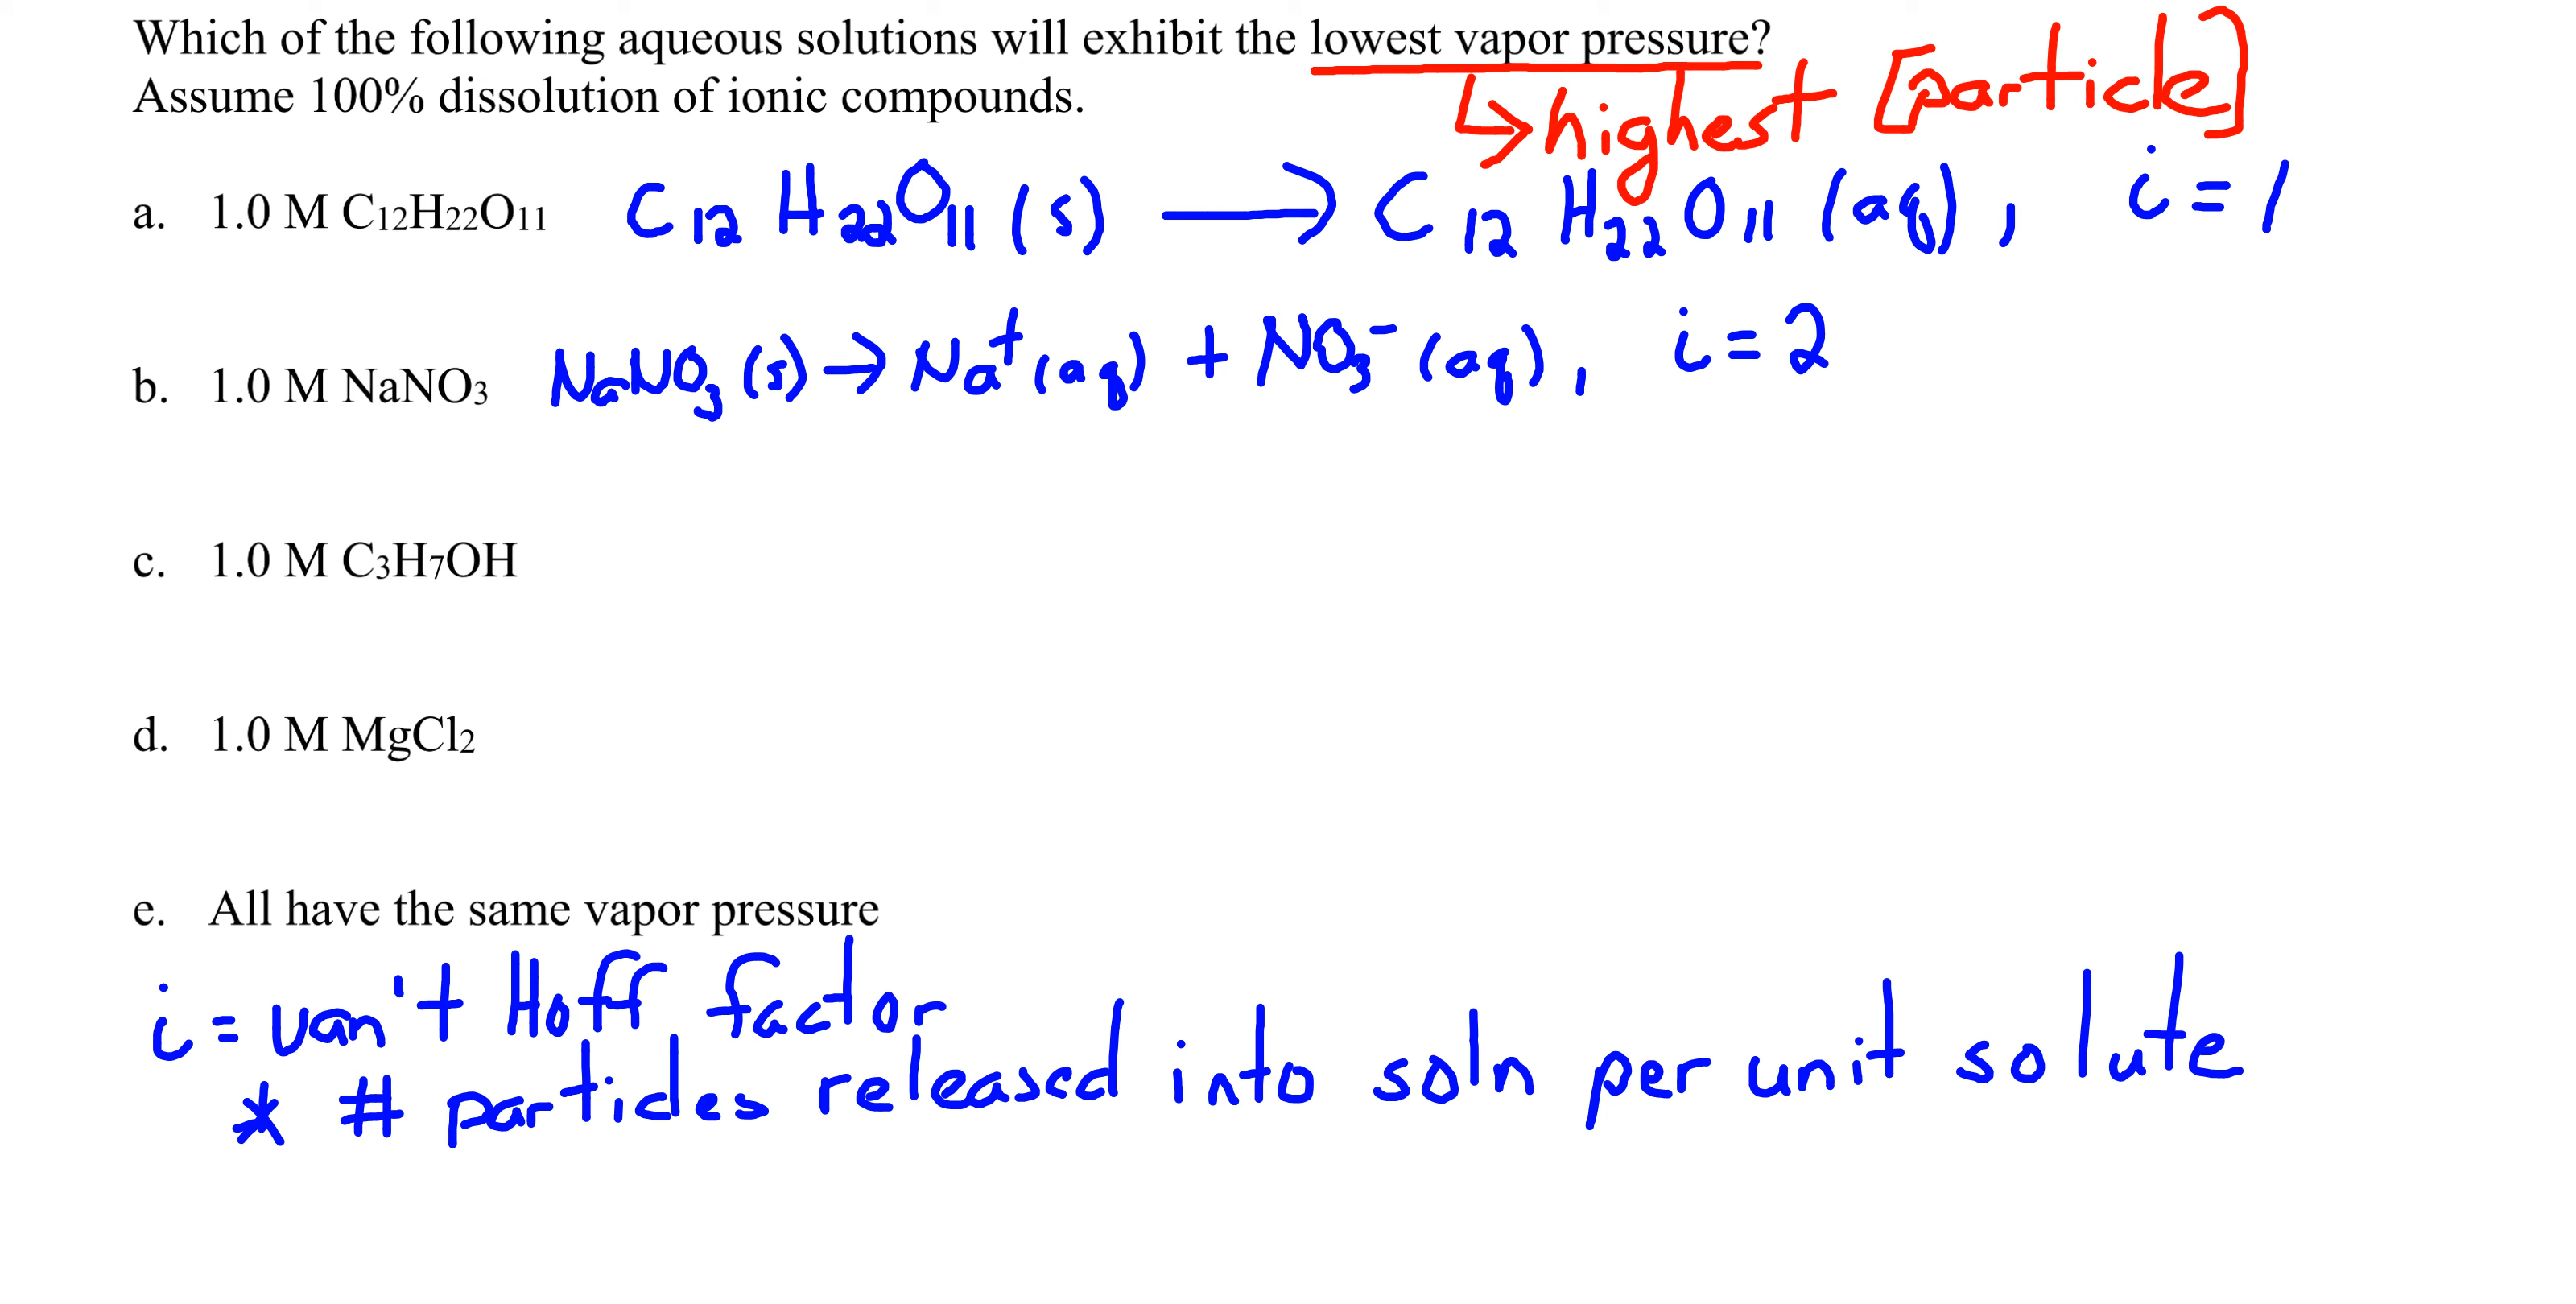 Which of the following aqueous solutions will exhibit the lowest vapor pressure?
Assume 100% dissolution of ionic compounds.
↳ highest [particle]
a. 1.0 M C12H22O11 C12H22O11 (s) → C12H22O11 (aq), i = 1
b. 1.0 M NaNO3 NaNO3 (s) → Na+ (aq) + NO3- (aq), i = 2
c. 1.0 M C3H7OH
d. 1.0 M MgCl2
e. All have the same vapor pressure
i = van't Hoff factor
* # particles released into soln per unit solute